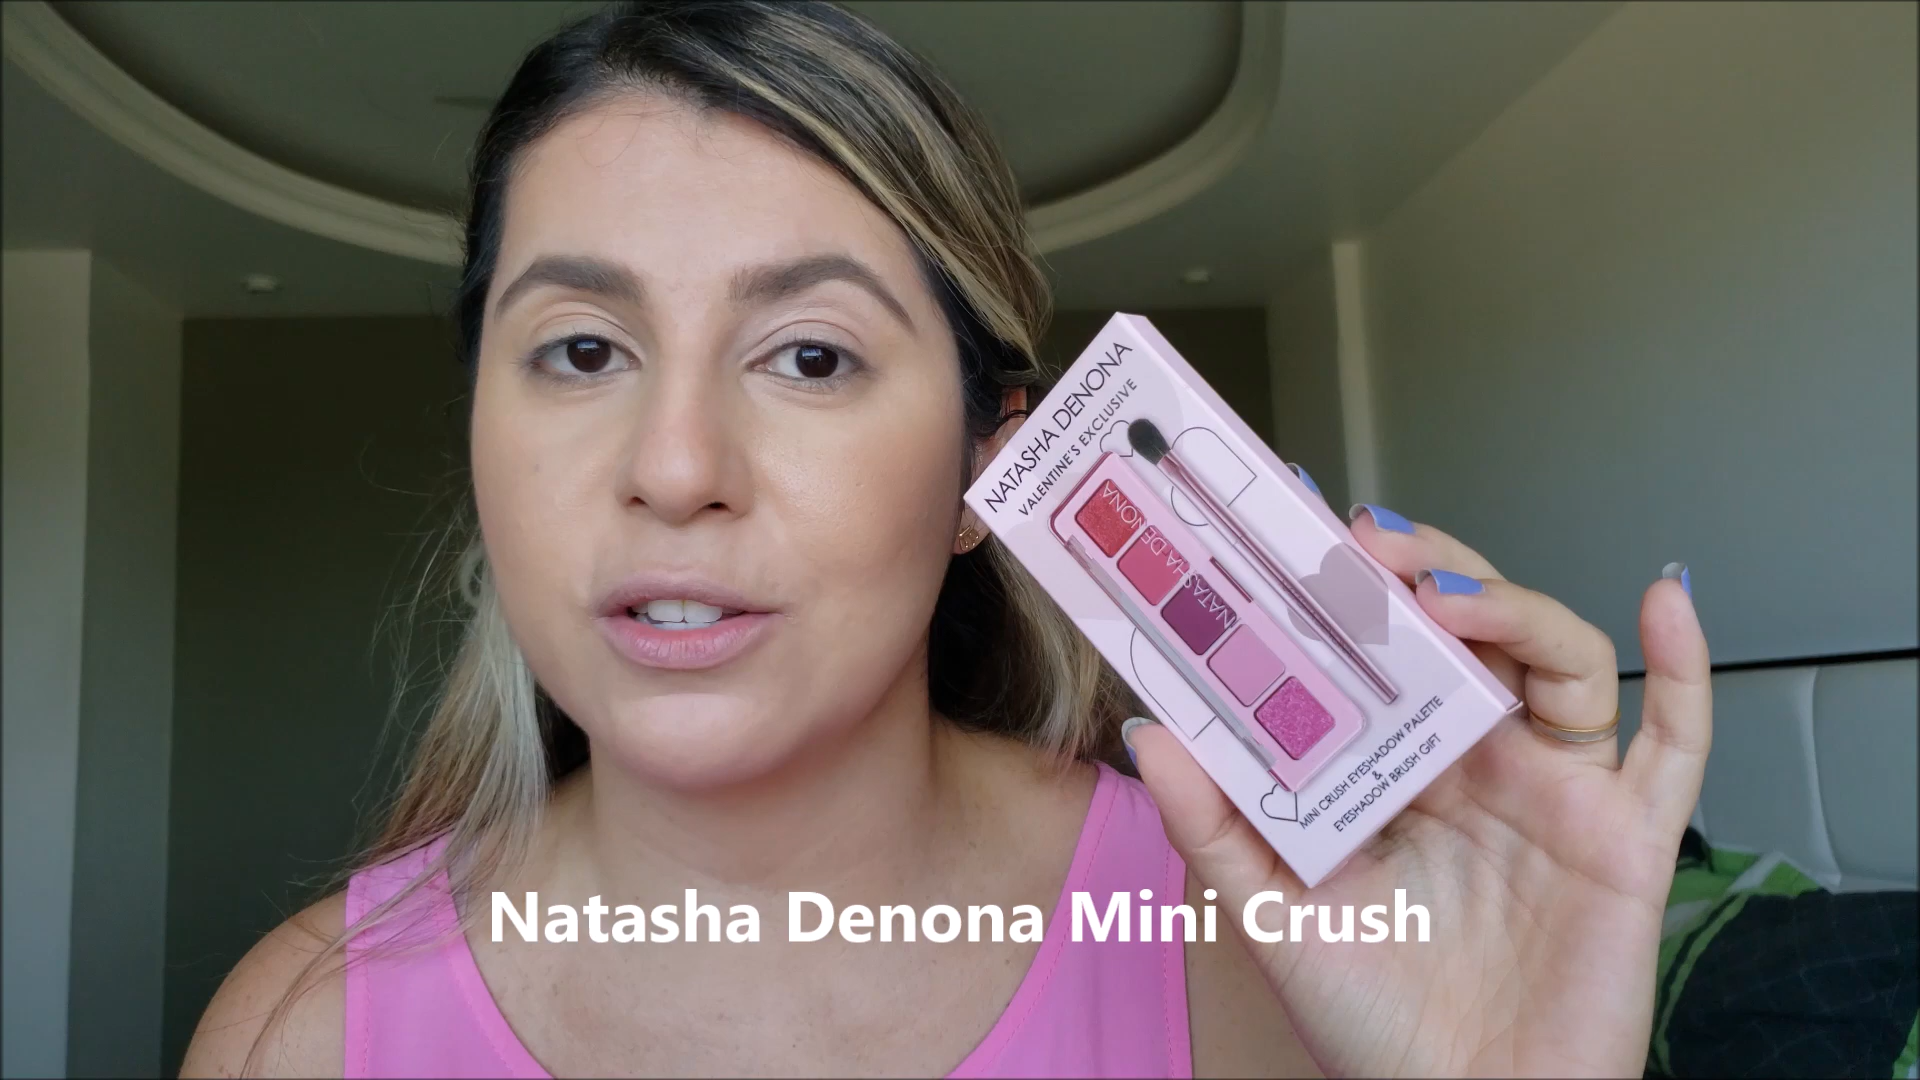 NATASHA DENONA
VALENTINE'S EXCLUSIVE
NATASHA DENONA
MINI CRUSH EYESHADOW PALETTE
&
EYESHADOW BRUSH GIFT
Natasha Denona Mini Crush